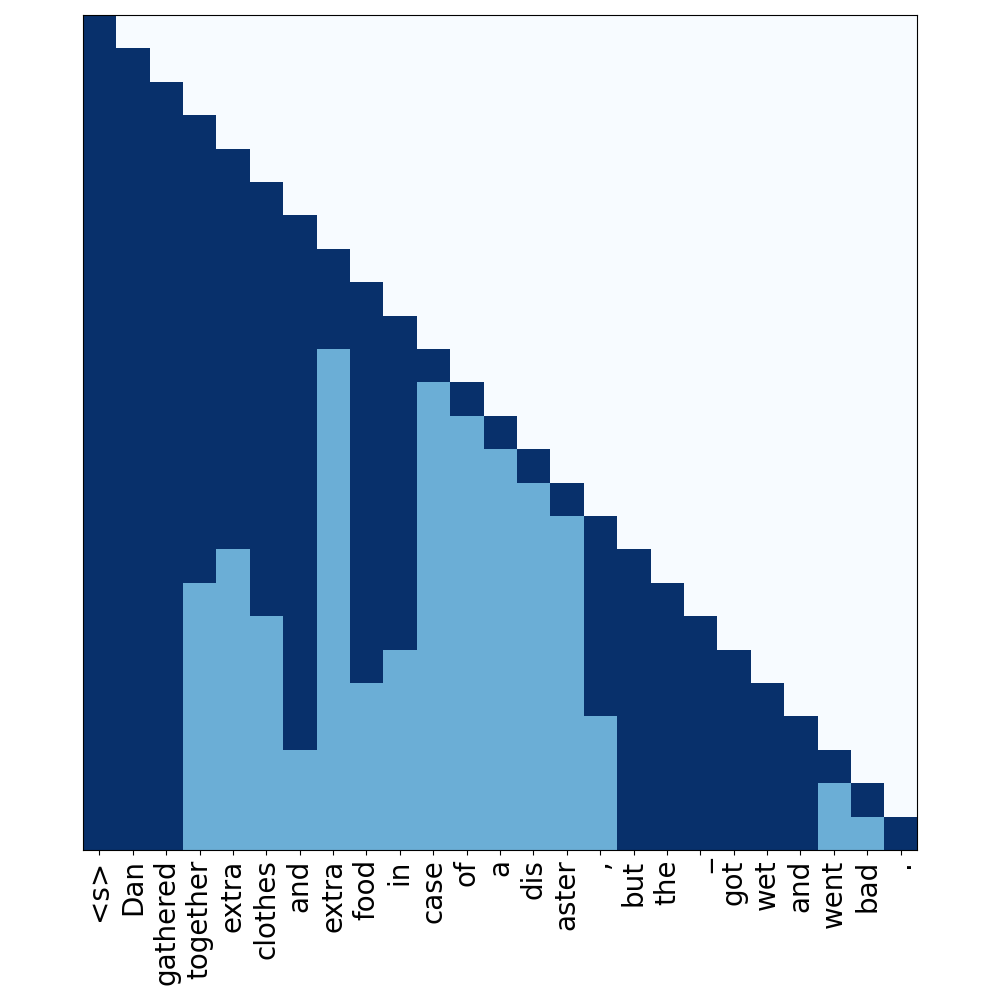 <s> Dan gathered together extra clothes and extra food in case of a dis aster , but the _ got wet and went bad .